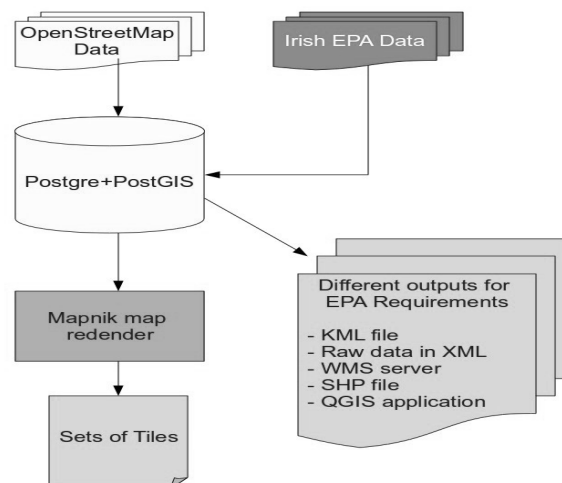 OpenStreetMap
Data
Irish EPA Data
Postgre+PostGIS
Mapnik map
redender
Sets of Tiles
Different outputs for
EPA Requirements
- KML file
- Raw data in XML
- WMS server
- SHP file
- QGIS application